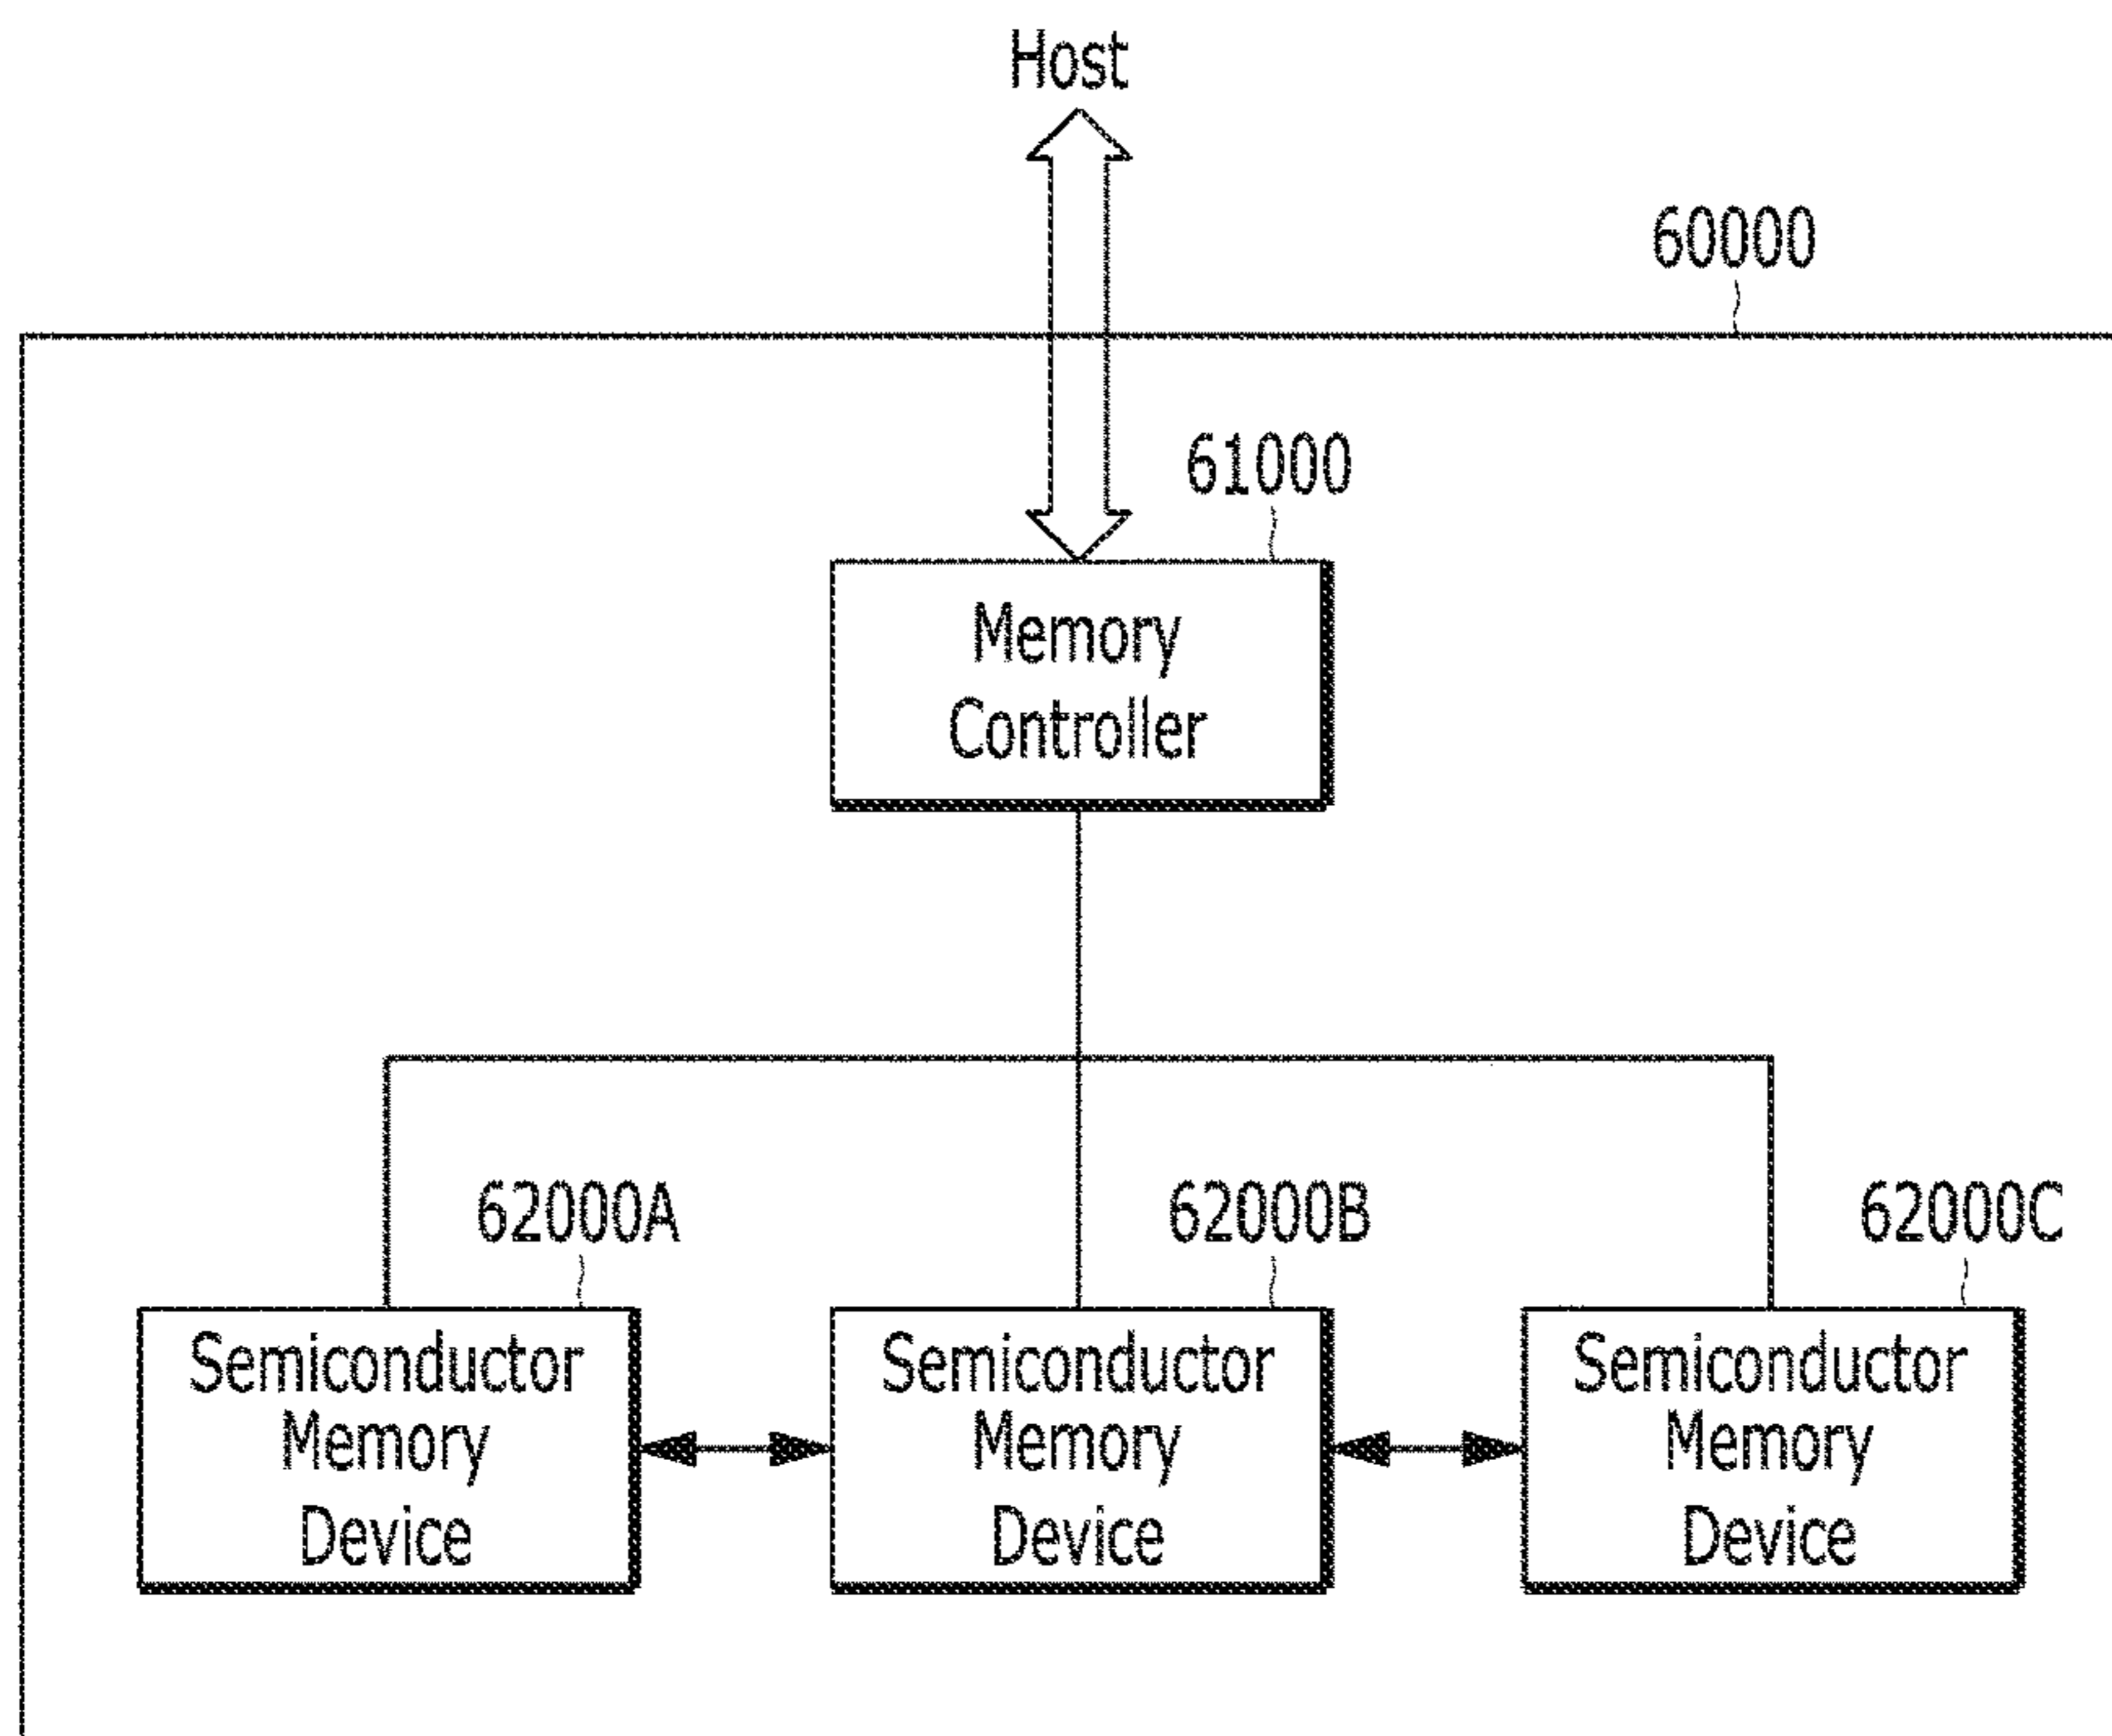 Host
60000
61000
Memory
Controller
62000A
62000B
62000C
Semiconductor
Memory
Device
Semiconductor
Memory
Device
Semiconductor
Memory
Device